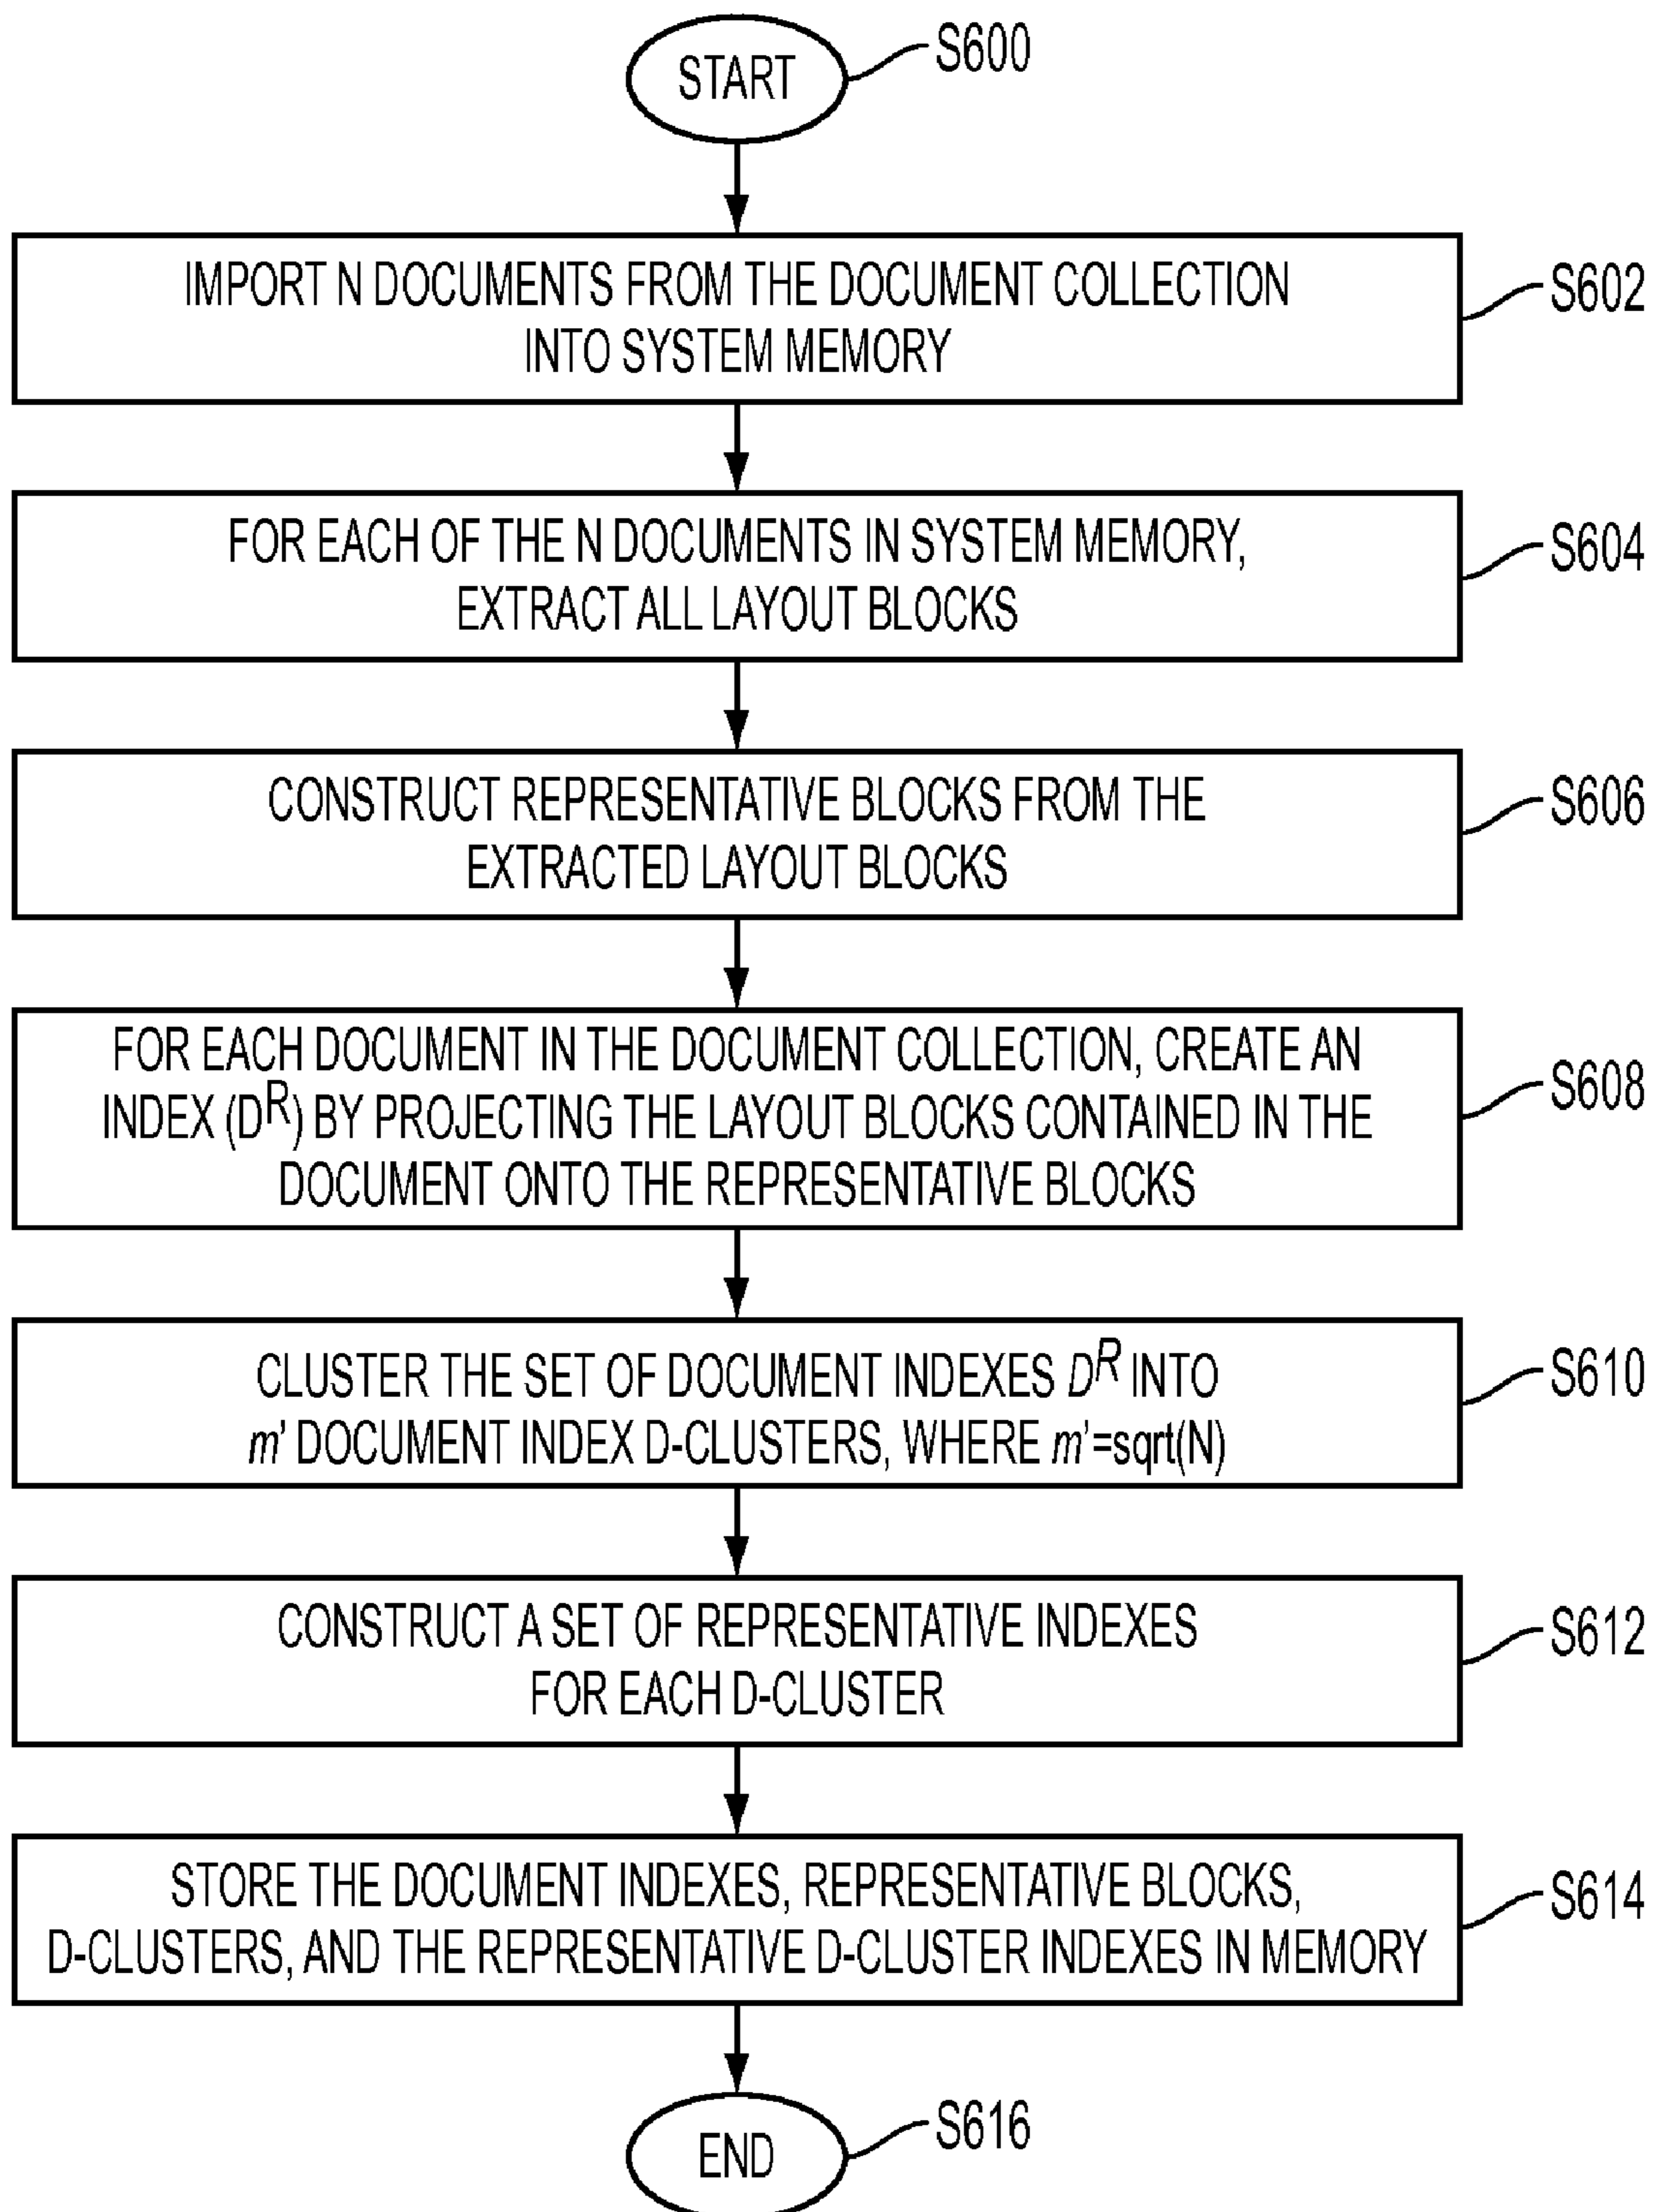 START
S600
IMPORT N DOCUMENTS FROM THE DOCUMENT COLLECTION
INTO SYSTEM MEMORY
S602
FOR EACH OF THE N DOCUMENTS IN SYSTEM MEMORY,
EXTRACT ALL LAYOUT BLOCKS
S604
CONSTRUCT REPRESENTATIVE BLOCKS FROM THE
EXTRACTED LAYOUT BLOCKS
S606
FOR EACH DOCUMENT IN THE DOCUMENT COLLECTION, CREATE AN
INDEX (Dᴿ) BY PROJECTING THE LAYOUT BLOCKS CONTAINED IN THE
DOCUMENT ONTO THE REPRESENTATIVE BLOCKS
S608
CLUSTER THE SET OF DOCUMENT INDEXES Dᴿ INTO
m' DOCUMENT INDEX D-CLUSTERS, WHERE m'=sqrt(N)
S610
CONSTRUCT A SET OF REPRESENTATIVE INDEXES
FOR EACH D-CLUSTER
S612
STORE THE DOCUMENT INDEXES, REPRESENTATIVE BLOCKS,
D-CLUSTERS, AND THE REPRESENTATIVE D-CLUSTER INDEXES IN MEMORY
S614
END
S616